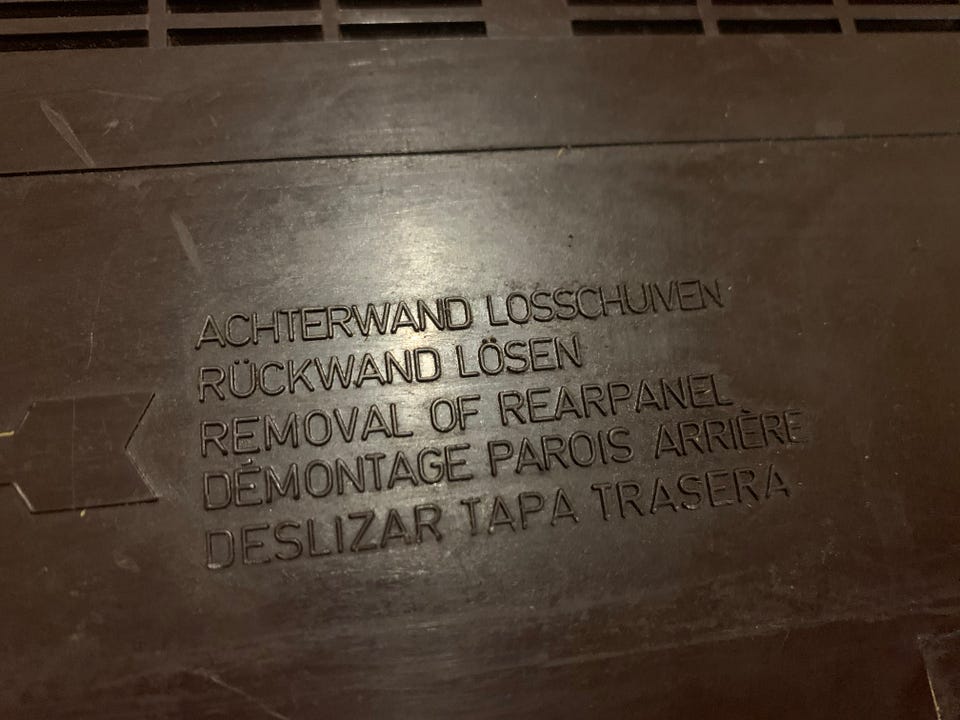 ACHTERWAND LOSSCHUIVEN
RÜCKWAND LÖSEN
REMOVAL OF REARPANEL
DÉMONTAGE PAROIS ARRIÈRE
DESLIZAR TAPA TRASERA